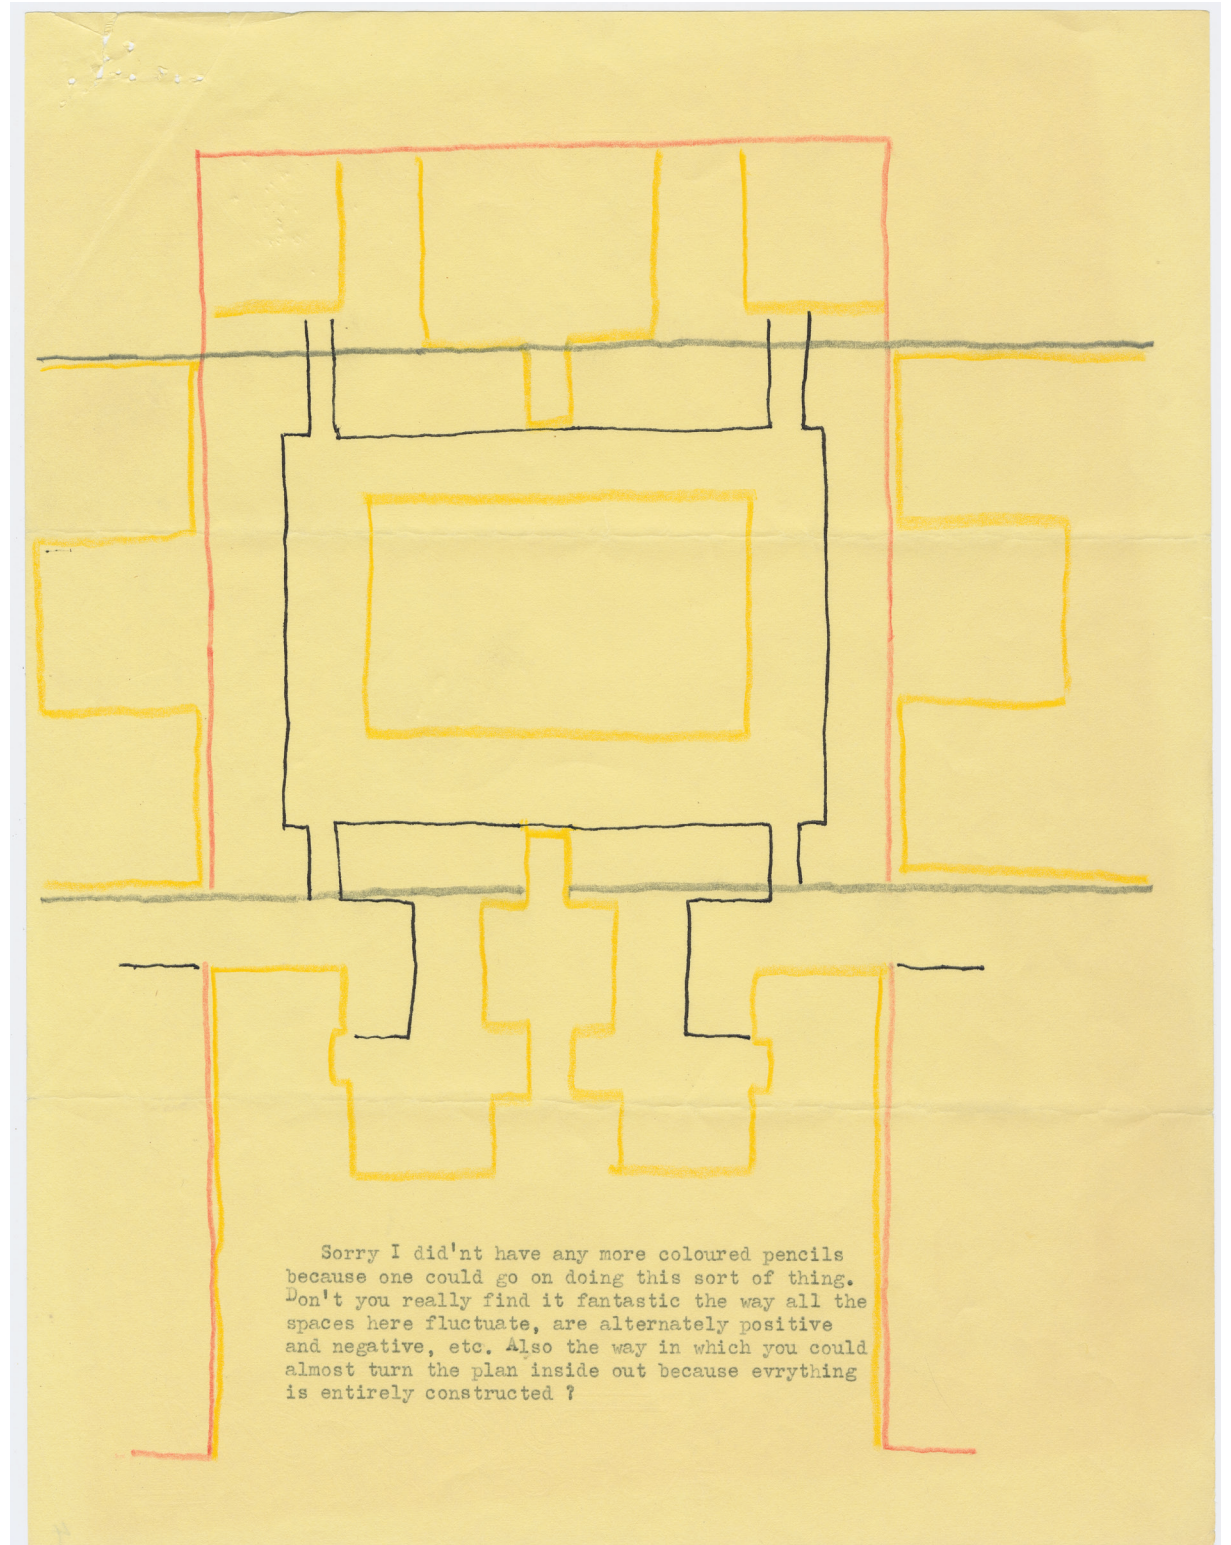 Sorry I did'nt have any more coloured pencils
because one could go on doing this sort of thing.
Don't you really find it fantastic the way all the
spaces here fluctuate, are alternately positive
and negative, etc. Also the way in which you could
almost turn the plan inside out because evrything
is entirely constructed ?